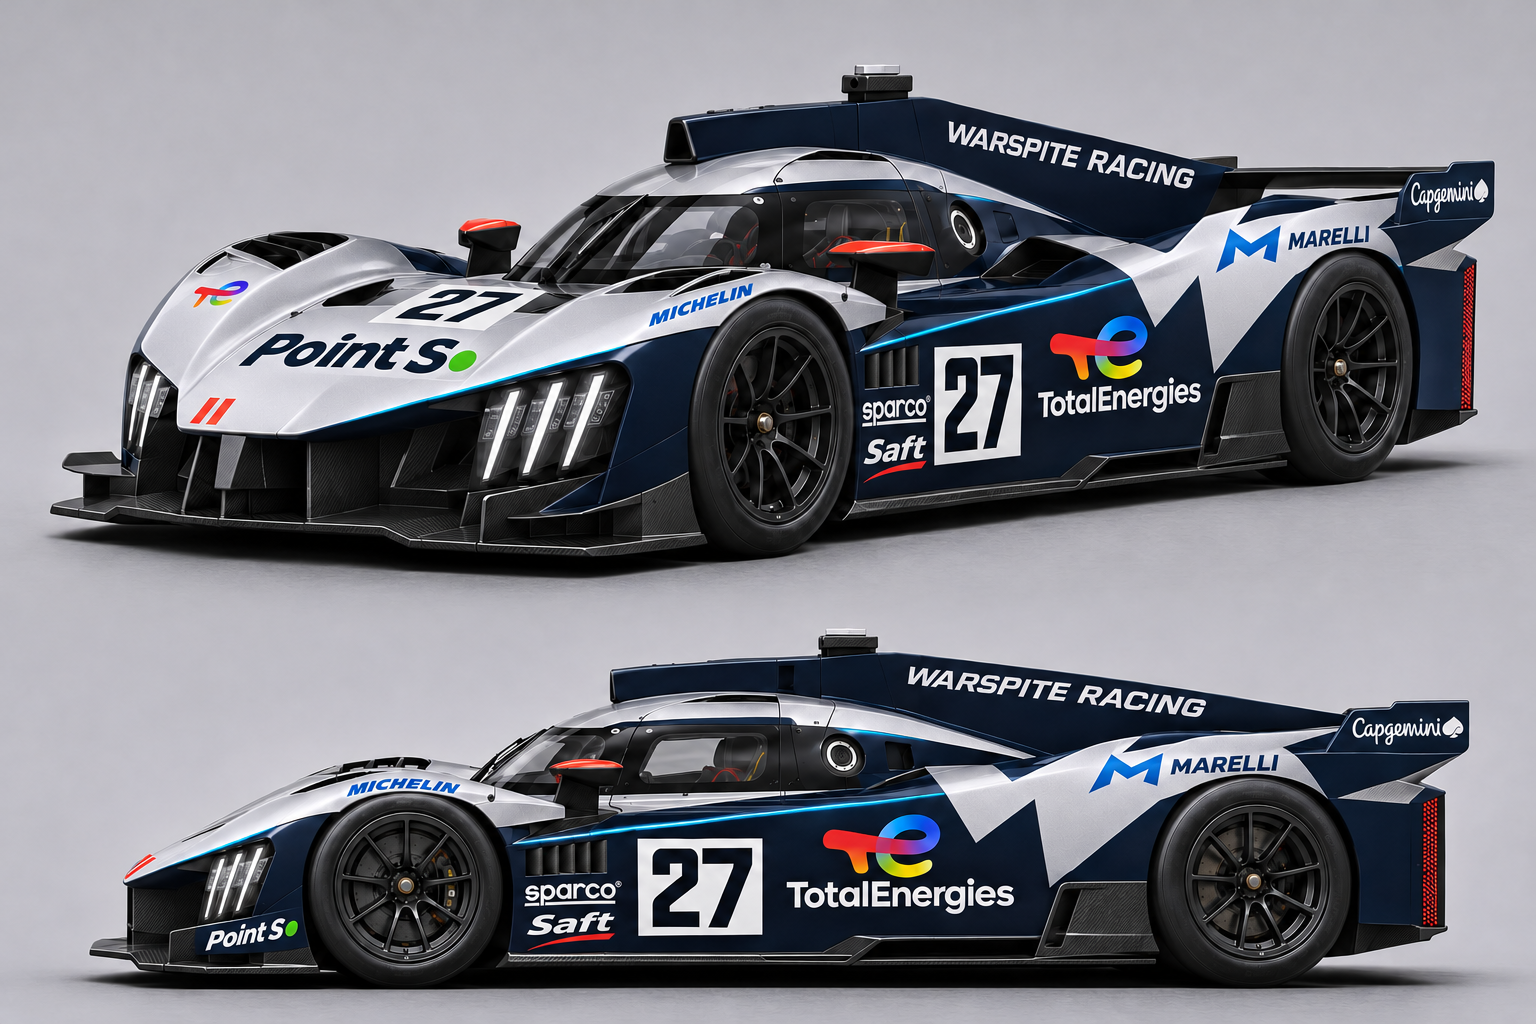 WARSPITE RACING
Capgemini
MARELLI
27
MICHELIN
Point S
27
TotalEnergies
sparco®
Saft
WARSPITE RACING
Capgemini
MARELLI
MICHELIN
27
TotalEnergies
sparco®
Saft
Point S